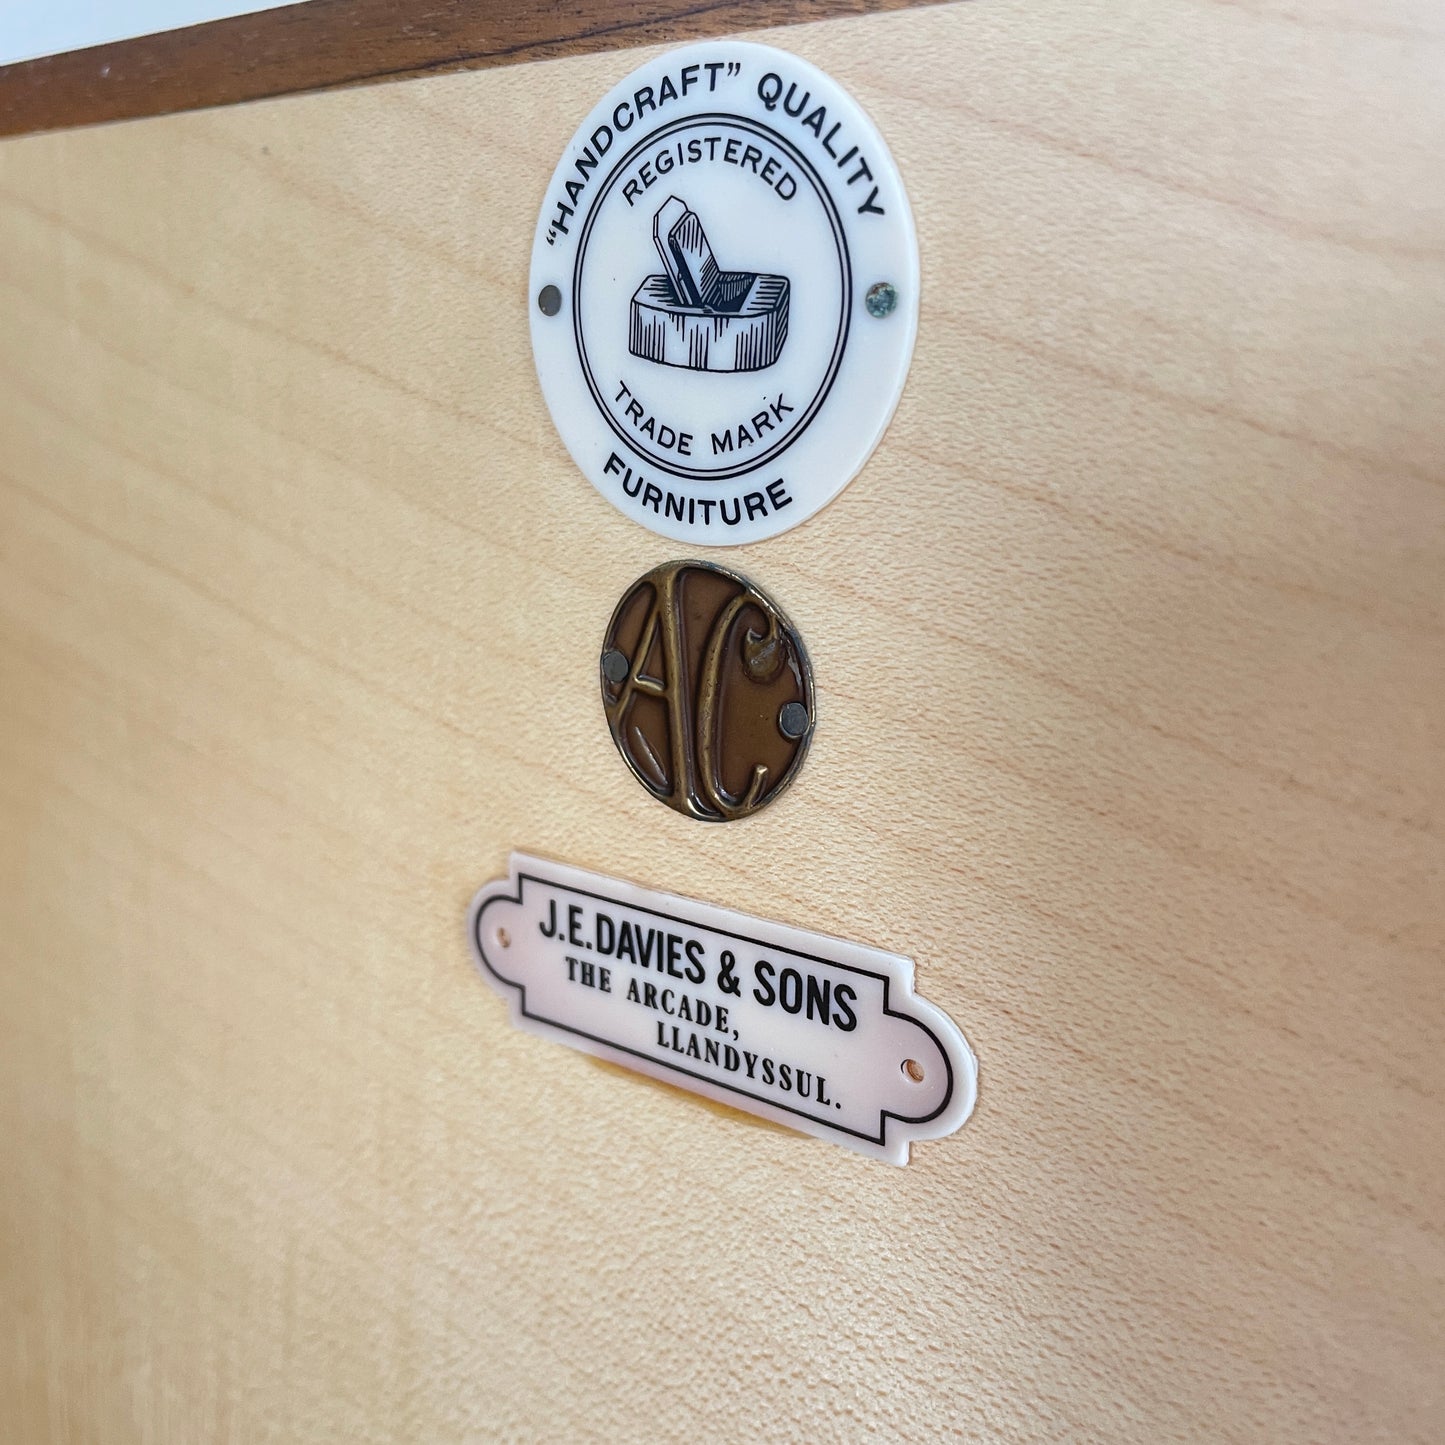 “HANDCRAFT” QUALITY
REGISTERED
TRADE MARK
FURNITURE
AC
J.E.DAVIES & SONS
THE ARCADE,
LLANDYSSUL.